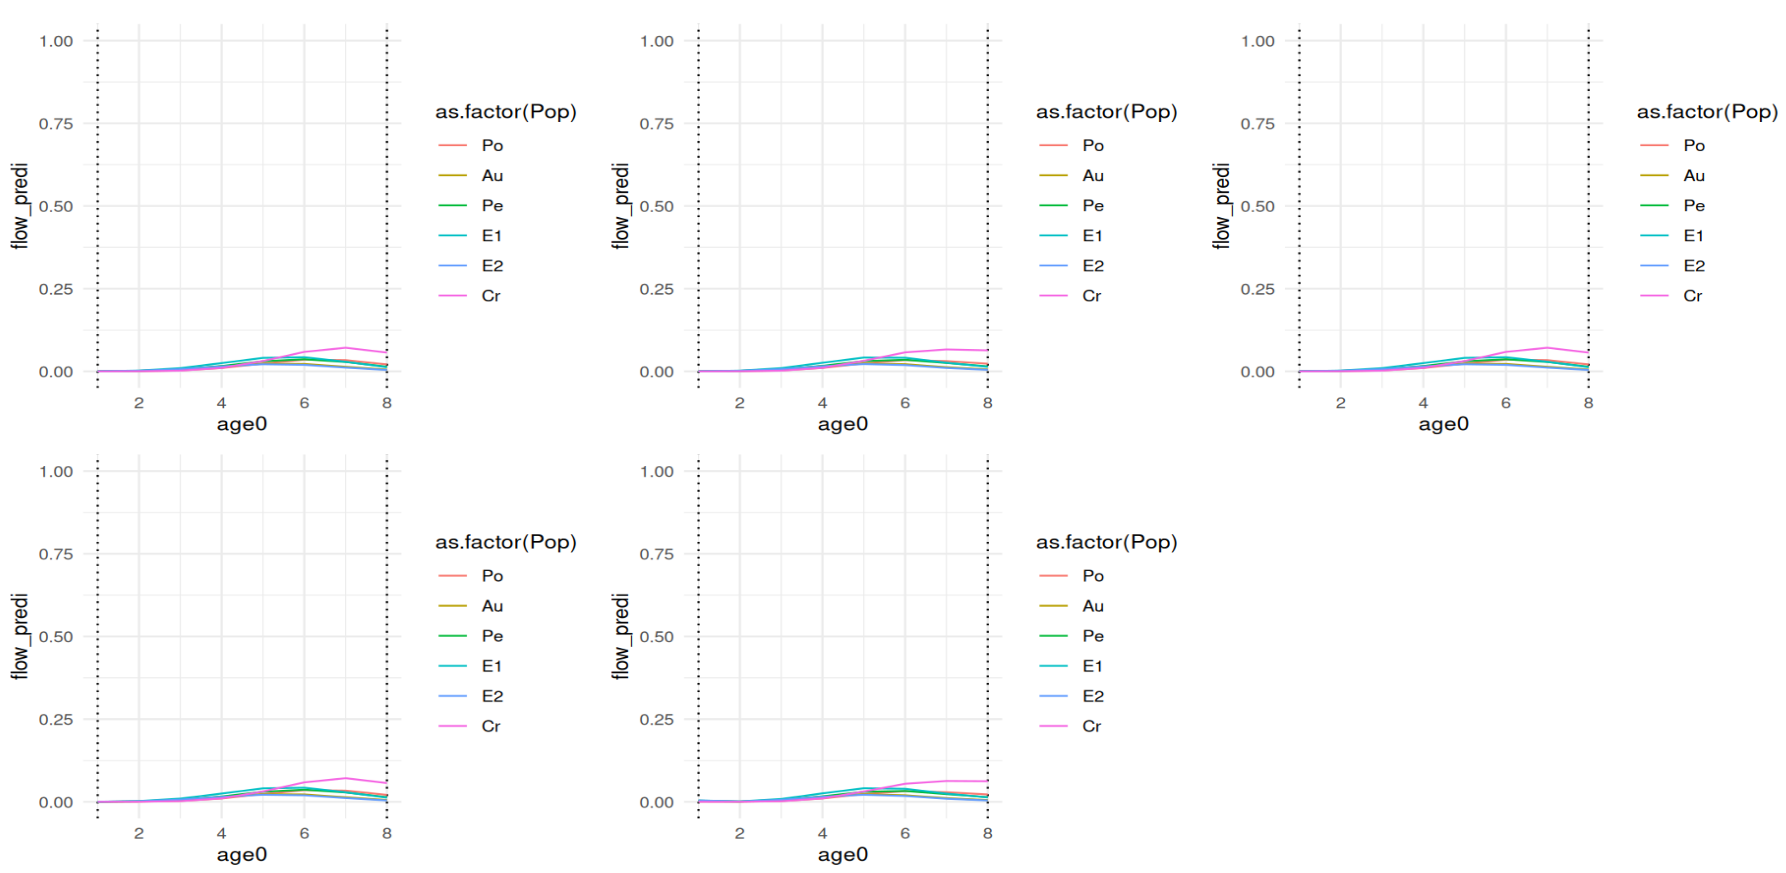 1.00
0.75
0.50
0.25
0.00
flow_predi
2 4 6 8
age0
as.factor(Pop)
Po
Au
Pe
E1
E2
Cr
1.00
0.75
0.50
0.25
0.00
flow_predi
2 4 6 8
age0
as.factor(Pop)
Po
Au
Pe
E1
E2
Cr
1.00
0.75
0.50
0.25
0.00
flow_predi
2 4 6 8
age0
as.factor(Pop)
Po
Au
Pe
E1
E2
Cr
1.00
0.75
0.50
0.25
0.00
flow_predi
2 4 6 8
age0
as.factor(Pop)
Po
Au
Pe
E1
E2
Cr
1.00
0.75
0.50
0.25
0.00
flow_predi
2 4 6 8
age0
as.factor(Pop)
Po
Au
Pe
E1
E2
Cr